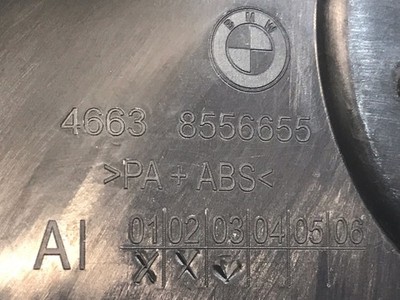 BMW
4663 8556655
>PA + ABS<
AI 01 02 03 04 05 06
X X V